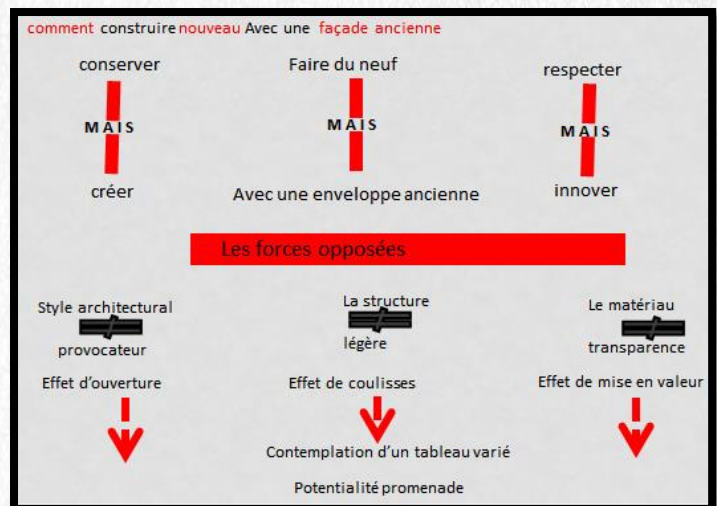 comment construire nouveau Avec une façade ancienne
conserver Faire du neuf respecter
MAIS MAIS MAIS
créer Avec une enveloppe ancienne innover
Les forces opposées
Style architectural La structure Le matériau
provocateur légère transparence
Effet d’ouverture Effet de coulisses Effet de mise en valeur
Contemplation d’un tableau varié
Potentialité promenade